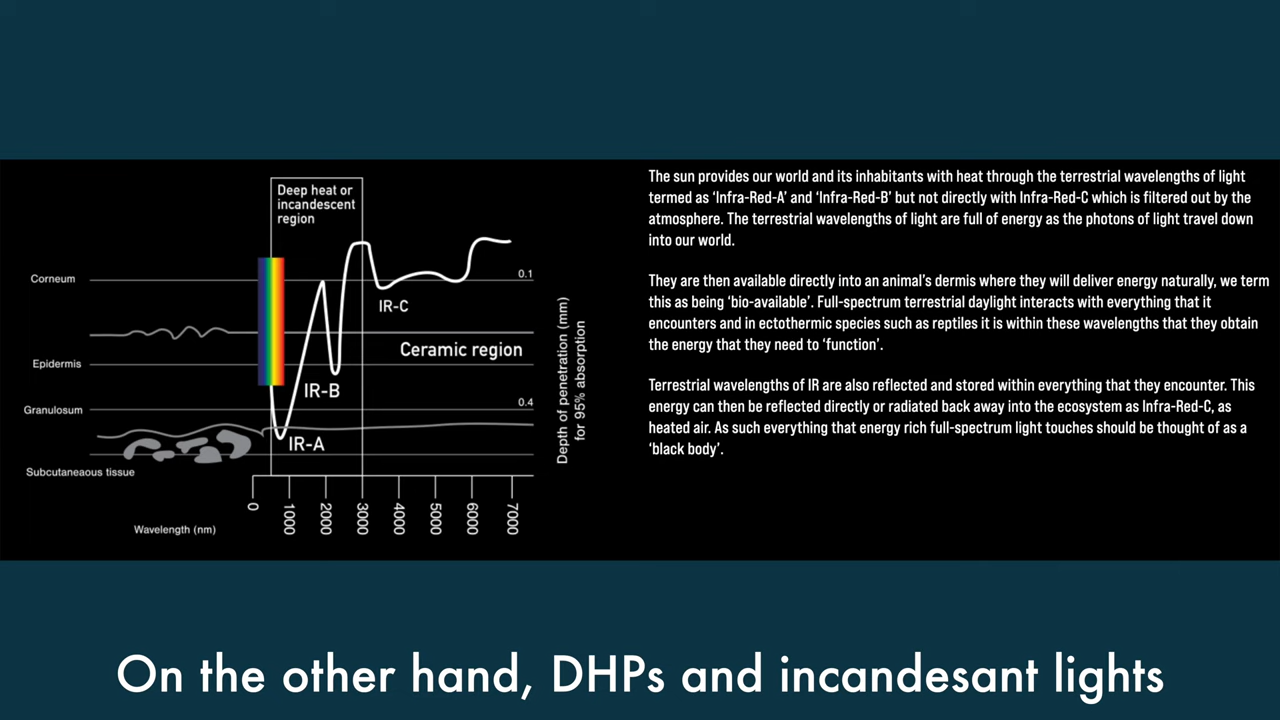 Deep heat or
incandescent
region
Corneum
0.1
IR-C
Ceramic region
Epidermis
IR-B
Granulosum
0.4
IR-A
Subcutaneaous tissue
Depth of penetration (mm)
for 95% absorption
0
1000
2000
3000
4000
5000
6000
7000
Wavelength (nm)
The sun provides our world and its inhabitants with heat through the terrestrial wavelengths of light
termed as ‘Infra-Red-A’ and ‘Infra-Red-B’ but not directly with Infra-Red-C which is filtered out by the
atmosphere. The terrestrial wavelengths of light are full of energy as the photons of light travel down
into our world.
They are then available directly into an animal’s dermis where they will deliver energy naturally, we term
this as being ‘bio-available’. Full-spectrum terrestrial daylight interacts with everything that it
encounters and in ectothermic species such as reptiles it is within these wavelengths that they obtain
the energy that they need to ‘function’.
Terrestrial wavelengths of IR are also reflected and stored within everything that they encounter. This
energy can then be reflected directly or radiated back away into the ecosystem as Infra-Red-C, as
heated air. As such everything that energy rich full-spectrum light touches should be thought of as a
‘black body’.
On the other hand, DHPs and incandesant lights